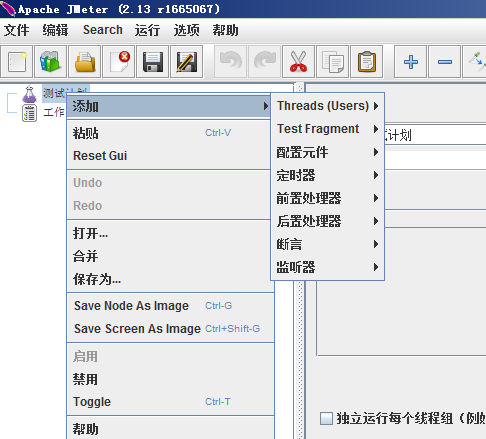 Apache JMeter (2.13 r1665067)
文件 编辑 Search 运行 选项 帮助
测试计划
工作
添加
粘贴 Ctrl-V
Reset Gui
Undo
Redo
打开...
合并
保存为...
Save Node As Image Ctrl-G
Save Screen As Image Ctrl+Shift-G
启用
禁用
Toggle Ctrl-T
帮助
Threads (Users)
Test Fragment
配置元件
定时器
前置处理器
后置处理器
断言
监听器
计划
独立运行每个线程组（例如